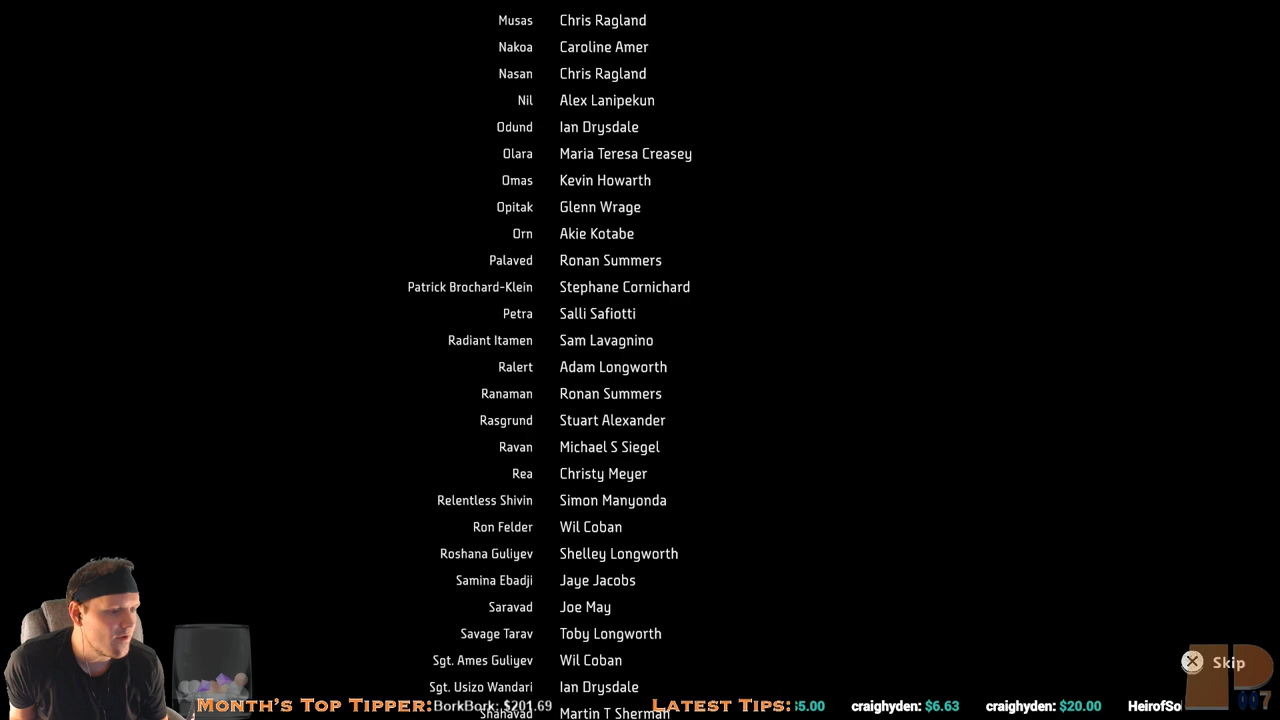 Musas Chris Ragland
Nakoa Caroline Amer
Nasan Chris Ragland
Nil Alex Lanipekun
Odund Ian Drysdale
Olara Maria Teresa Creasey
Omas Kevin Howarth
Opitak Glenn Wrage
Orn Akie Kotabe
Palaved Ronan Summers
Patrick Brochard-Klein Stephane Cornichard
Petra Salli Safiotti
Radiant Itamen Sam Lavagnino
Ralert Adam Longworth
Ranaman Ronan Summers
Rasgrund Stuart Alexander
Ravan Michael S Siegel
Rea Christy Meyer
Relentless Shivin Simon Manyonda
Ron Felder Wil Coban
Roshana Guliyev Shelley Longworth
Samina Ebadji Jaye Jacobs
Saravad Joe May
Savage Tarav Toby Longworth
Sgt. Ames Guliyev Wil Coban
Skip
Sgt. Usizo Wandari Ian Drysdale
Month's Top Tipper: BorkBork: $201.69 Latest Tips: $5.00 craighyden: $6.63 craighyden: $20.00 HeirofSo
Shahavad Martin T Sherman
007